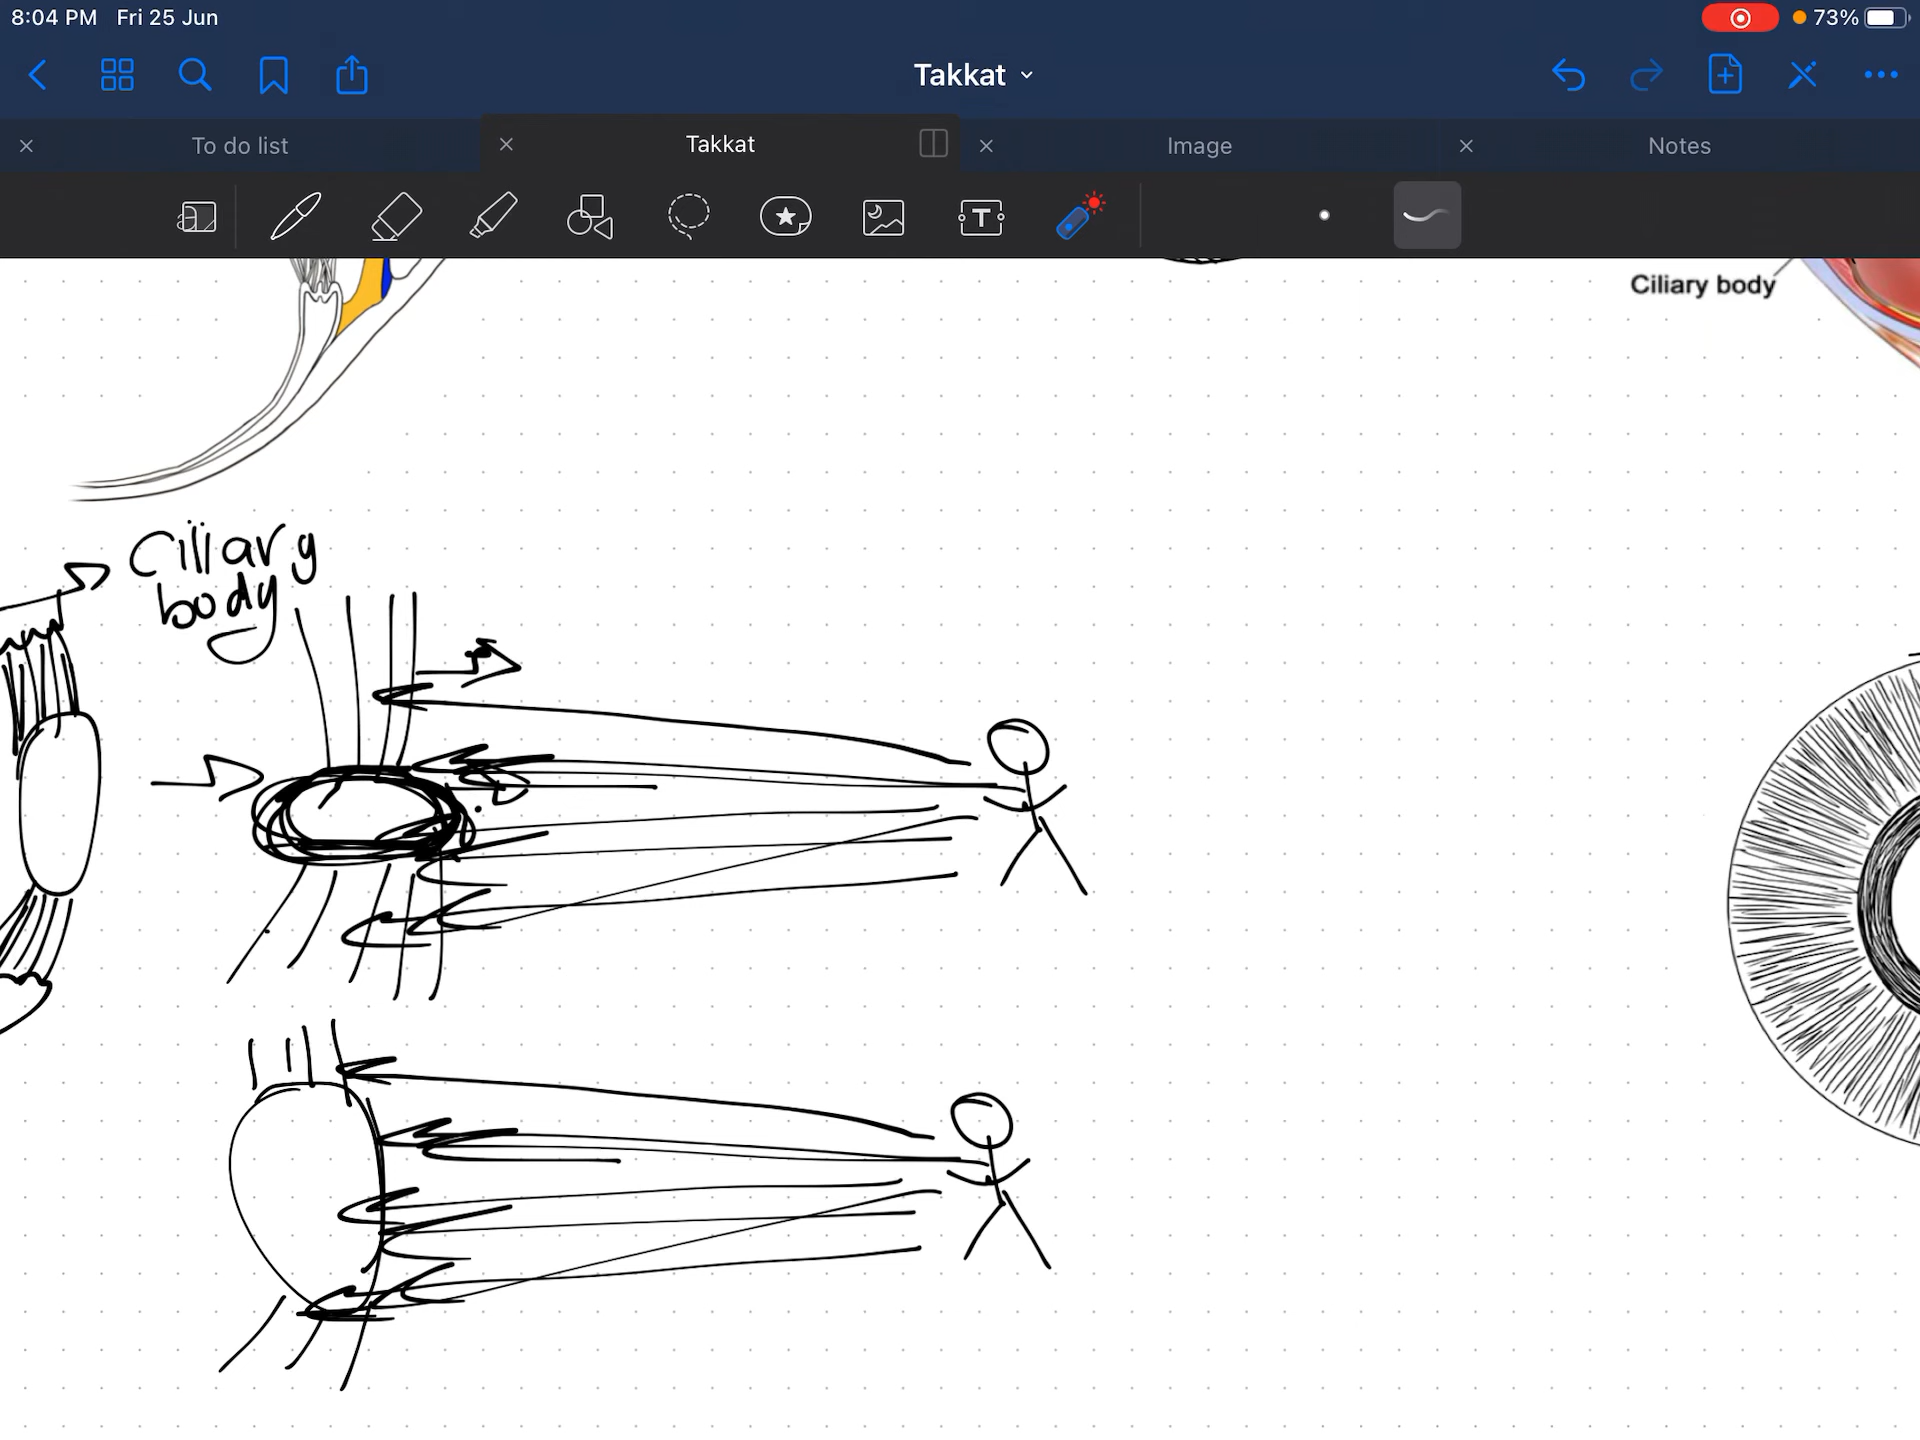 8:04 PM Fri 25 Jun
73%
Takkat
To do list
Takkat
Image
Notes
a
T
Ciliary body
Ciliary
body